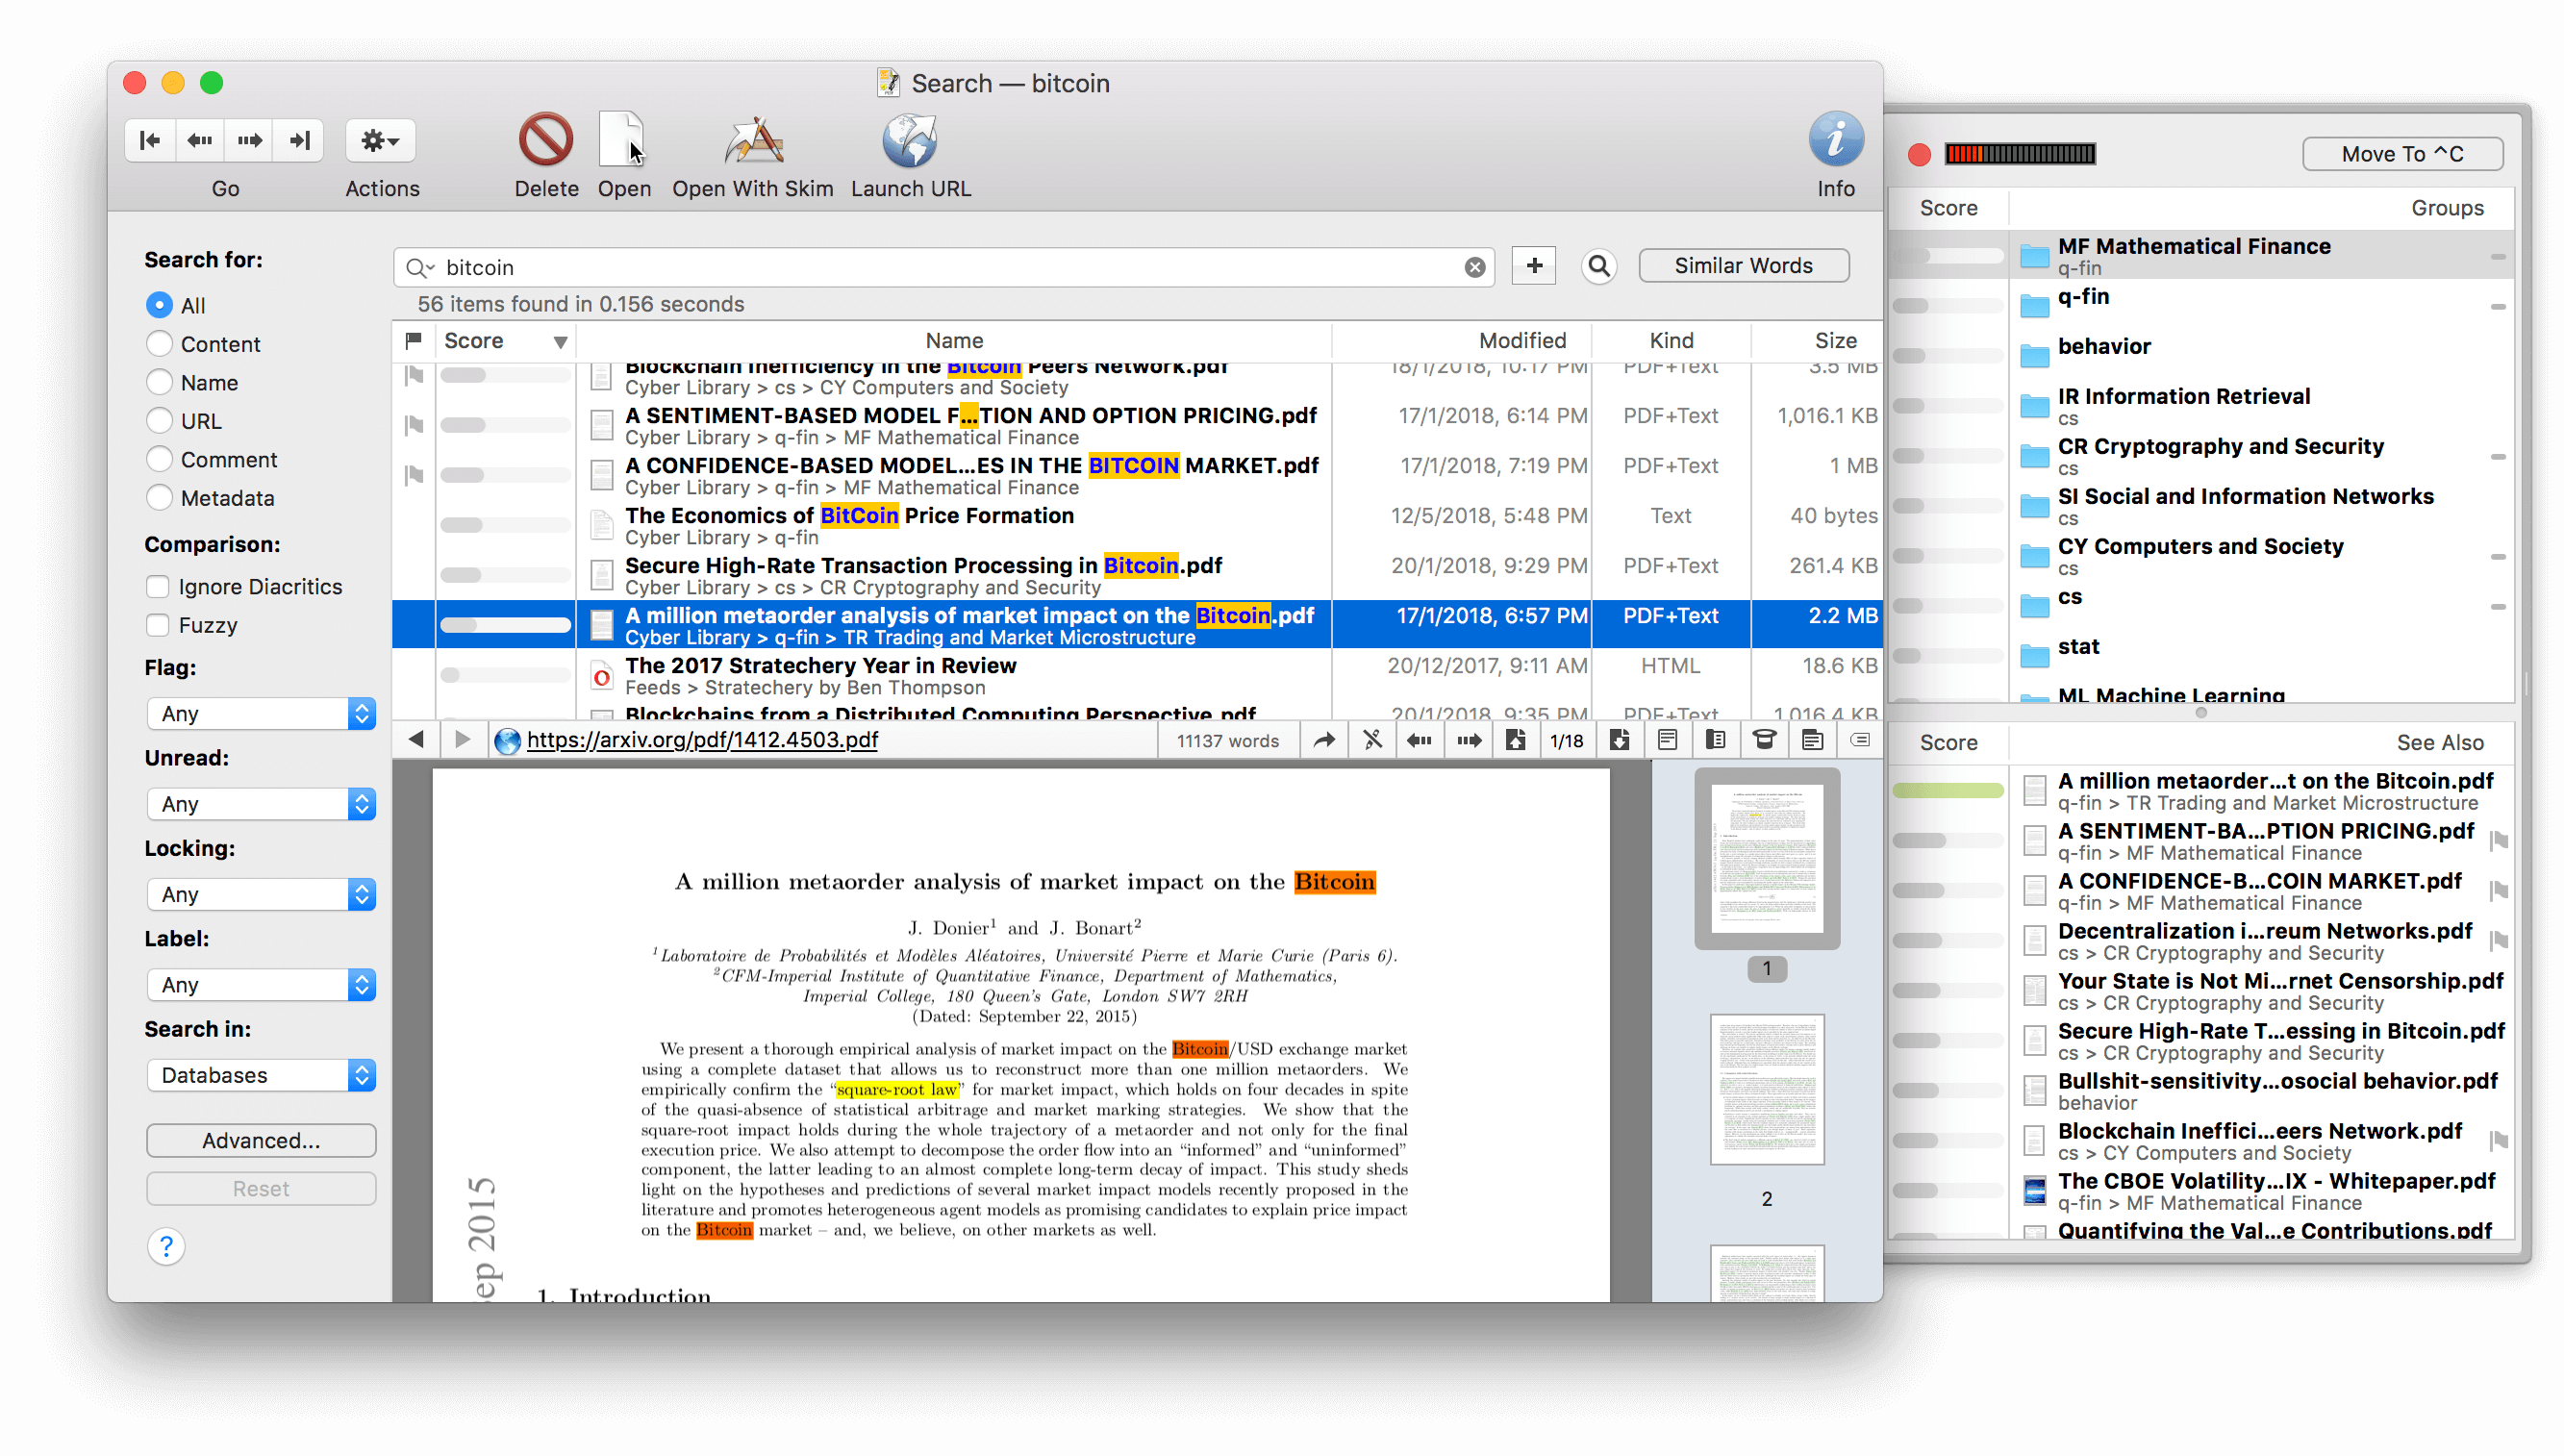 Search — bitcoin
Go
Actions
Delete
Open
Open With Skim
Launch URL
Info
Search for:
All
Content
Name
URL
Comment
Metadata
Comparison:
Ignore Diacritics
Fuzzy
Flag:
Any
Unread:
Any
Locking:
Any
Label:
Any
Search in:
Databases
Advanced...
Reset
?
bitcoin
Similar Words
56 items found in 0.156 seconds
Score Name Modified Kind Size
Blockchain Inefficiency in the Bitcoin Peers Network.pdf 18/1/2018, 10:17 PM PDF+Text 3.5 MB
Cyber Library > cs > CY Computers and Society
A SENTIMENT-BASED MODEL F...TION AND OPTION PRICING.pdf 17/1/2018, 6:14 PM PDF+Text 1,016.1 KB
Cyber Library > q-fin > MF Mathematical Finance
A CONFIDENCE-BASED MODEL...ES IN THE BITCOIN MARKET.pdf 17/1/2018, 7:19 PM PDF+Text 1 MB
Cyber Library > q-fin > MF Mathematical Finance
The Economics of BitCoin Price Formation 12/5/2018, 5:48 PM Text 40 bytes
Cyber Library > q-fin
Secure High-Rate Transaction Processing in Bitcoin.pdf 20/1/2018, 9:29 PM PDF+Text 261.4 KB
Cyber Library > cs > CR Cryptography and Security
A million metaorder analysis of market impact on the Bitcoin.pdf 17/1/2018, 6:57 PM PDF+Text 2.2 MB
Cyber Library > q-fin > TR Trading and Market Microstructure
The 2017 Stratechery Year in Review 20/12/2017, 9:11 AM HTML 18.6 KB
Feeds > Stratechery by Ben Thompson
Blockchains from a Distributed Computing Perspective.pdf 20/1/2018, 9:35 PM PDF+Text 1,016.4 KB
https://arxiv.org/pdf/1412.4503.pdf 11137 words 1/18
A million metaorder analysis of market impact on the Bitcoin
J. Donier1 and J. Bonart2
1Laboratoire de Probabilités et Modèles Aléatoires, Université Pierre et Marie Curie (Paris 6).
2CFM-Imperial Institute of Quantitative Finance, Department of Mathematics,
Imperial College, 180 Queen's Gate, London SW7 2RH
(Dated: September 22, 2015)
We present a thorough empirical analysis of market impact on the Bitcoin/USD exchange market
using a complete dataset that allows us to reconstruct more than one million metaorders. We
empirically confirm the “square-root law” for market impact, which holds on four decades in spite
of the quasi-absence of statistical arbitrage and market marking strategies. We show that the
square-root impact holds during the whole trajectory of a metaorder and not only for the final
execution price. We also attempt to decompose the order flow into an “informed” and “uninformed”
component, the latter leading to an almost complete long-term decay of impact. This study sheds
light on the hypotheses and predictions of several market impact models recently proposed in the
literature and promotes heterogeneous agent models as promising candidates to explain price impact
on the Bitcoin market – and, we believe, on other markets as well.
1. Introduction
2015
1
2
Move To ^C
Score Groups
MF Mathematical Finance
q-fin
q-fin
behavior
IR Information Retrieval
cs
CR Cryptography and Security
cs
SI Social and Information Networks
cs
CY Computers and Society
cs
cs
stat
ML Machine Learning
Score See Also
A million metaorder...t on the Bitcoin.pdf
q-fin > TR Trading and Market Microstructure
A SENTIMENT-BA...PTION PRICING.pdf
q-fin > MF Mathematical Finance
A CONFIDENCE-B...COIN MARKET.pdf
q-fin > MF Mathematical Finance
Decentralization i...reum Networks.pdf
cs > CR Cryptography and Security
Your State is Not Mi...rnet Censorship.pdf
cs > CR Cryptography and Security
Secure High-Rate T...essing in Bitcoin.pdf
cs > CR Cryptography and Security
Bullshit-sensitivity...osocial behavior.pdf
behavior
Blockchain Ineffici...eers Network.pdf
cs > CY Computers and Society
The CBOE Volatility...IX - Whitepaper.pdf
q-fin > MF Mathematical Finance
Quantifying the Val...e Contributions.pdf